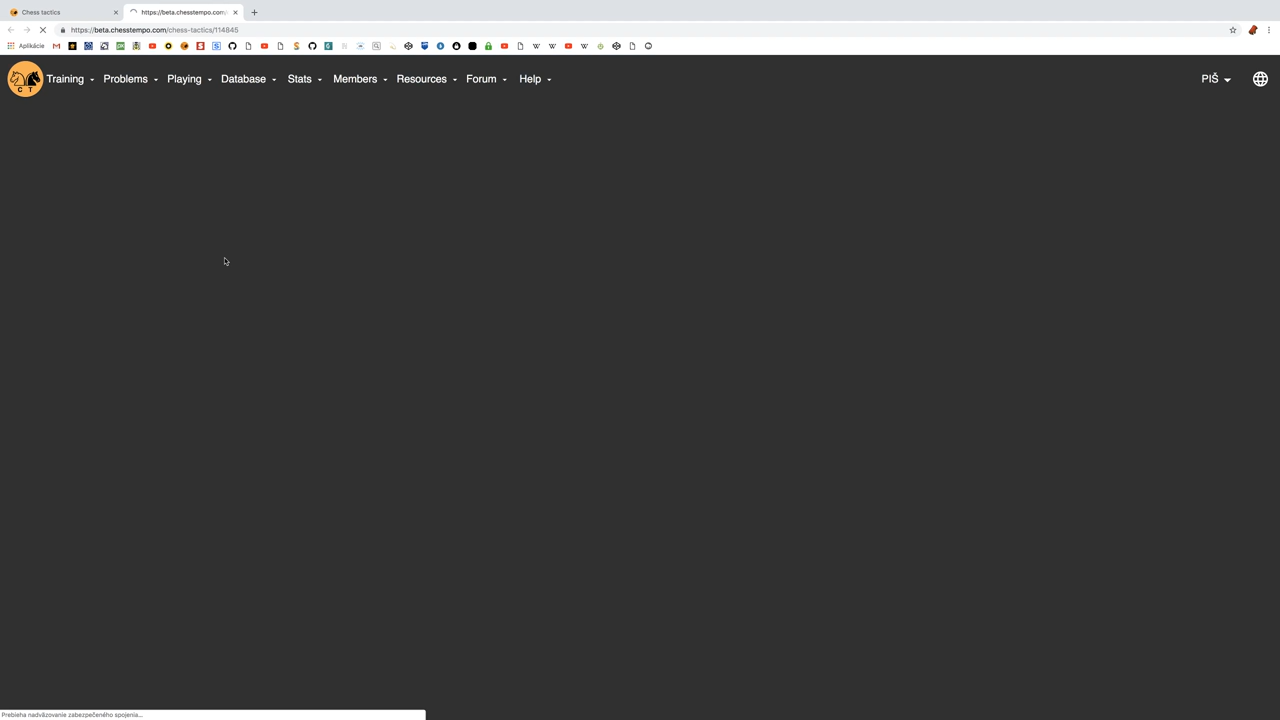 Chess tactics
https://beta.chesstempo.com/
https://beta.chesstempo.com/chess-tactics/114845
Aplikácie
C T
Training Problems Playing Database Stats Members Resources Forum Help PIŠ
Prebieha nadväzovanie zabezpečeného spojenia...